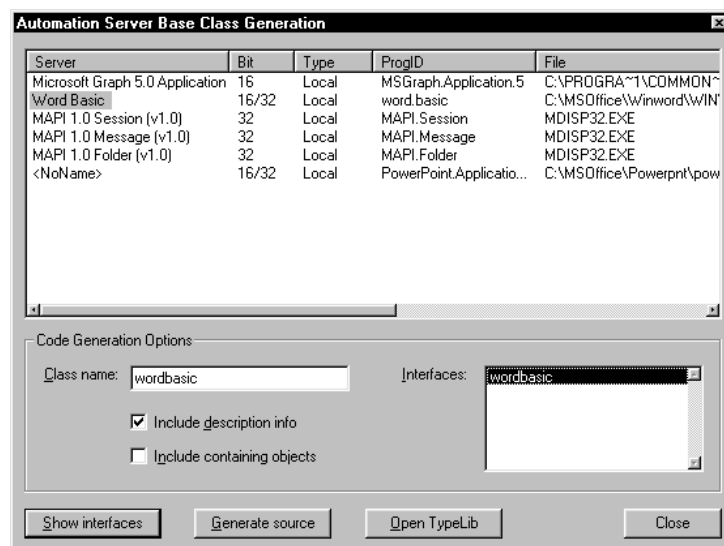 Automation Server Base Class Generation
Server Bit Type ProgID File
Microsoft Graph 5.0 Application 16 Local MSGraph.Application.5 C:\PROGRA~1\COMMON~
Word Basic 16/32 Local word.basic C:\MSOffice\Winword\WIN
MAPI 1.0 Session (v1.0) 32 Local MAPI.Session MDISP32.EXE
MAPI 1.0 Message (v1.0) 32 Local MAPI.Message MDISP32.EXE
MAPI 1.0 Folder (v1.0) 32 Local MAPI.Folder MDISP32.EXE
<NoName> 16/32 Local PowerPoint.Applicatio... C:\MSOffice\Powerpnt\pow
Code Generation Options
Class name: wordbasic Interfaces: wordbasic
Include description info
Include containing objects
Show interfaces Generate source Open TypeLib Close